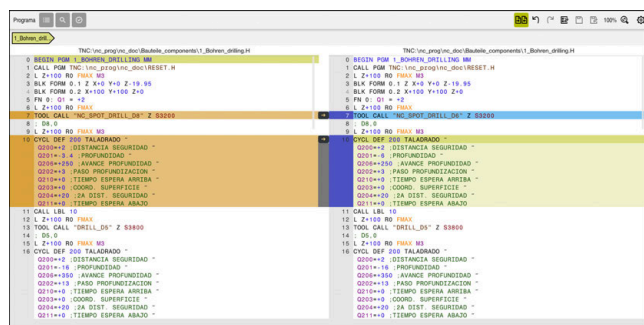 Programa
100%
1_Bohren_drill...
TNC:\nc_prog\nc_doc\Bauteile_components\1_Bohren_drilling.H
0 BEGIN PGM 1_BOHREN_DRILLING MM
1 CALL PGM TNC:\nc_prog\nc_doc\RESET.H
2 L Z+100 R0 FMAX M3
3 BLK FORM 0.1 Z X+0 Y+0 Z-19.95
4 BLK FORM 0.2 X+100 Y+100 Z+0
5 FN 0: Q1 = +2
6 L Z+100 R0 FMAX
7 TOOL CALL "NC_SPOT_DRILL_D8" Z S3200
8 ; D8,0
9 L Z+100 R0 FMAX M3
10 CYCL DEF 200 TALADRADO ~
Q200=+2 ;DISTANCIA SEGURIDAD ~
Q201=-3.4 ;PROFUNDIDAD ~
Q206=+250 ;AVANCE PROFUNDIDAD ~
Q202=+3 ;PASO PROFUNDIZACION ~
Q210=+0 ;TIEMPO ESPERA ARRIBA ~
Q203=+0 ;COORD. SUPERFICIE ~
Q204=+20 ;2A DIST. SEGURIDAD ~
Q211=+0 ;TIEMPO ESPERA ABAJO
11 CALL LBL 10
12 L Z+100 R0 FMAX
13 TOOL CALL "DRILL_D5" Z S3800
14 ; D5,0
15 L Z+100 R0 FMAX M3
16 CYCL DEF 200 TALADRADO ~
Q200=+2 ;DISTANCIA SEGURIDAD ~
Q201=-16 ;PROFUNDIDAD ~
Q206=+350 ;AVANCE PROFUNDIDAD ~
Q202=+13 ;PASO PROFUNDIZACION ~
Q210=+0 ;TIEMPO ESPERA ARRIBA ~
Q203=+0 ;COORD. SUPERFICIE ~
Q204=+20 ;2A DIST. SEGURIDAD ~
Q211=+0 ;TIEMPO ESPERA ABAJO ~
TNC:\nc_prog\nc_doc\Bauteile_components\1_Bohren_drilling.H
0 BEGIN PGM 1_BOHREN_DRILLING MM
1 CALL PGM TNC:\nc_prog\nc_doc\RESET.H
2 L Z+100 R0 FMAX M3
3 BLK FORM 0.1 Z X+0 Y+0 Z-19.95
4 BLK FORM 0.2 X+100 Y+100 Z+0
5 FN 0: Q1 = +2
6 L Z+100 R0 FMAX
7 TOOL CALL "NC_SPOT_DRILL_D6" Z S3200
8 ; D8,0
9 L Z+100 R0 FMAX M3
10 CYCL DEF 200 TALADRADO ~
Q200=+2 ;DISTANCIA SEGURIDAD ~
Q201=-6 ;PROFUNDIDAD ~
Q206=+250 ;AVANCE PROFUNDIDAD ~
Q202=+3 ;PASO PROFUNDIZACION ~
Q210=+0 ;TIEMPO ESPERA ARRIBA ~
Q203=+0 ;COORD. SUPERFICIE ~
Q204=+20 ;2A DIST. SEGURIDAD ~
Q211=+0 ;TIEMPO ESPERA ABAJO
11 CALL LBL 10
12 L Z+100 R0 FMAX
13 TOOL CALL "DRILL_D5" Z S3800
14 ; D5,0
15 L Z+100 R0 FMAX M3
16 CYCL DEF 200 TALADRADO ~
Q200=+2 ;DISTANCIA SEGURIDAD ~
Q201=-16 ;PROFUNDIDAD ~
Q206=+350 ;AVANCE PROFUNDIDAD ~
Q202=+13 ;PASO PROFUNDIZACION ~
Q210=+0 ;TIEMPO ESPERA ARRIBA ~
Q203=+0 ;COORD. SUPERFICIE ~
Q204=+20 ;2A DIST. SEGURIDAD ~
Q211=+0 ;TIEMPO ESPERA ABAJO ~